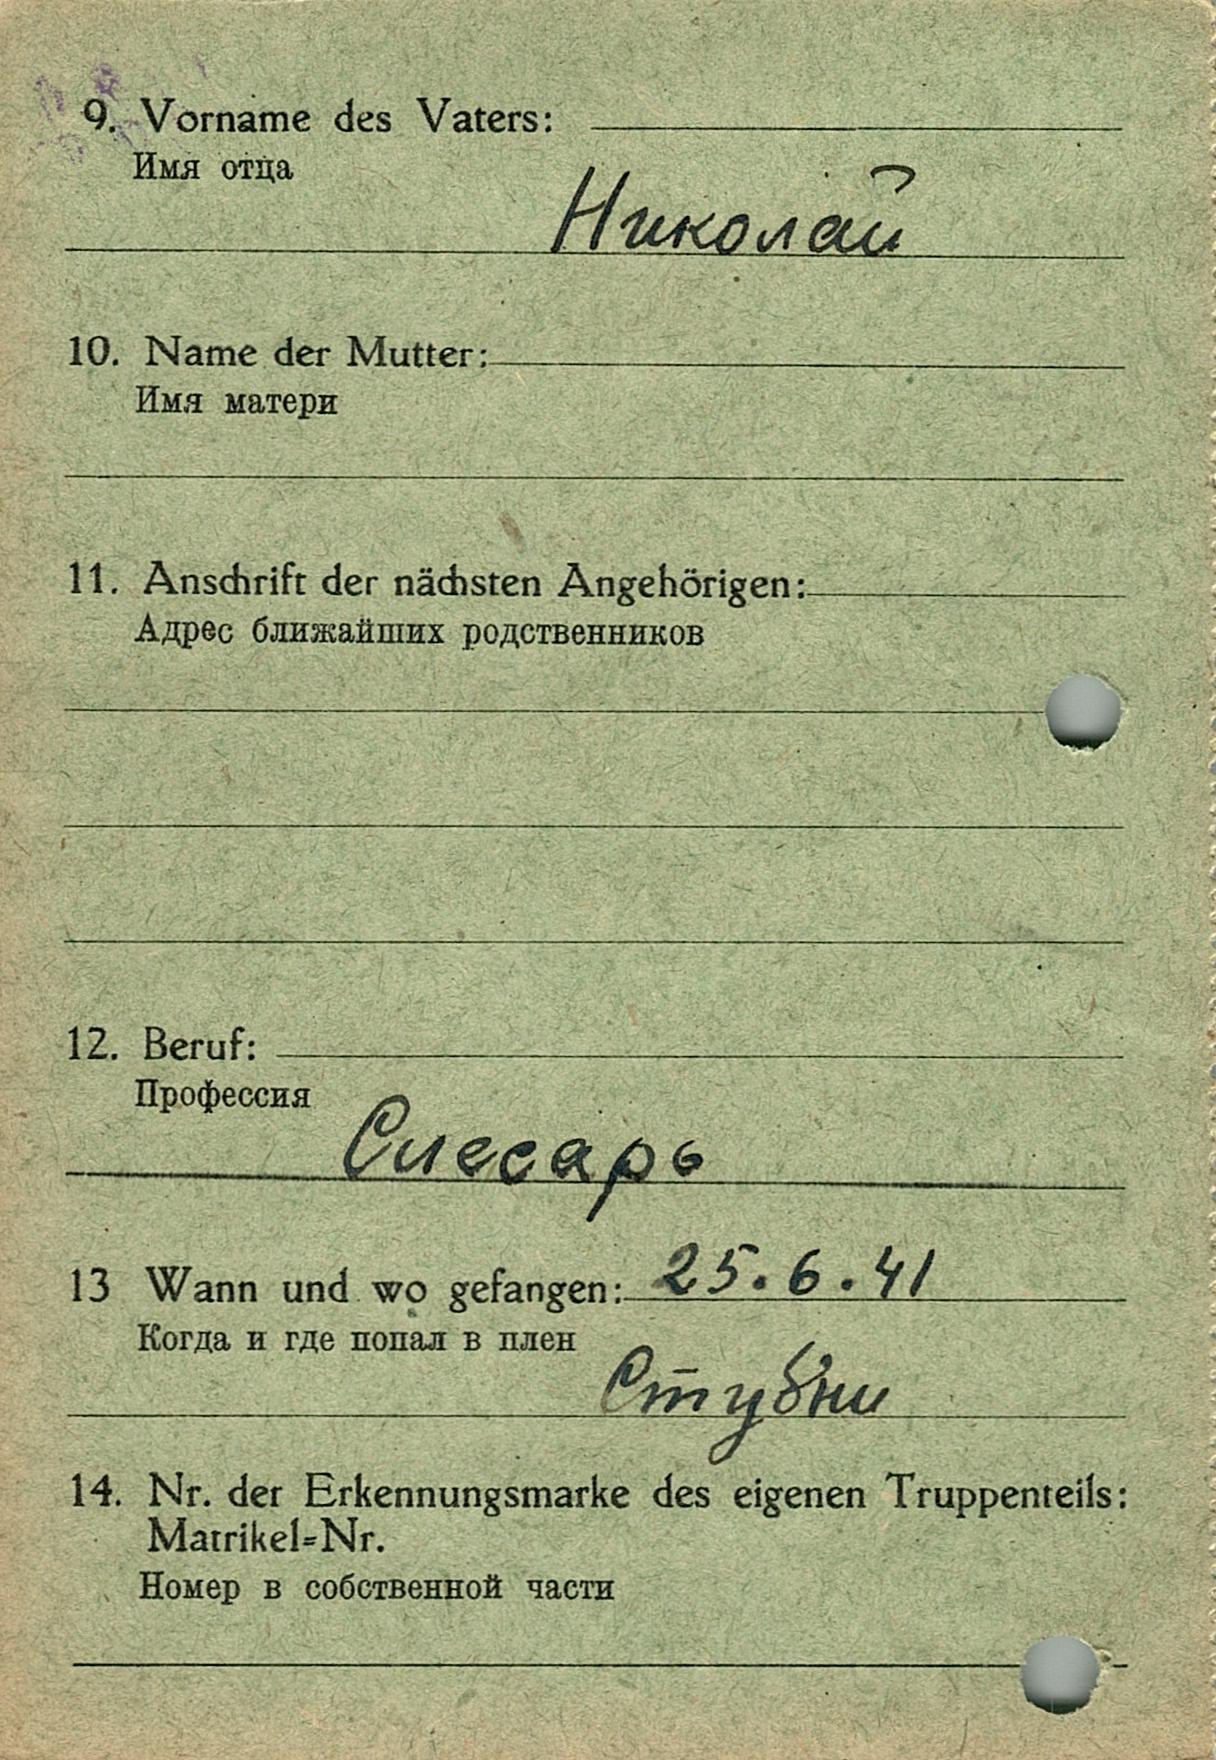 9. Vorname des Vaters:
Имя отца
Николай
10. Name der Mutter:
Имя матери
11. Anschrift der nächsten Angehörigen:
Адрес ближайших родственников
12. Beruf:
Профессия
Слесарь
13 Wann und wo gefangen: 25.6.41
Когда и где попал в плен
Стубни
14. Nr. der Erkennungsmarke des eigenen Truppenteils:
Matrikel=Nr.
Номер в собственной части